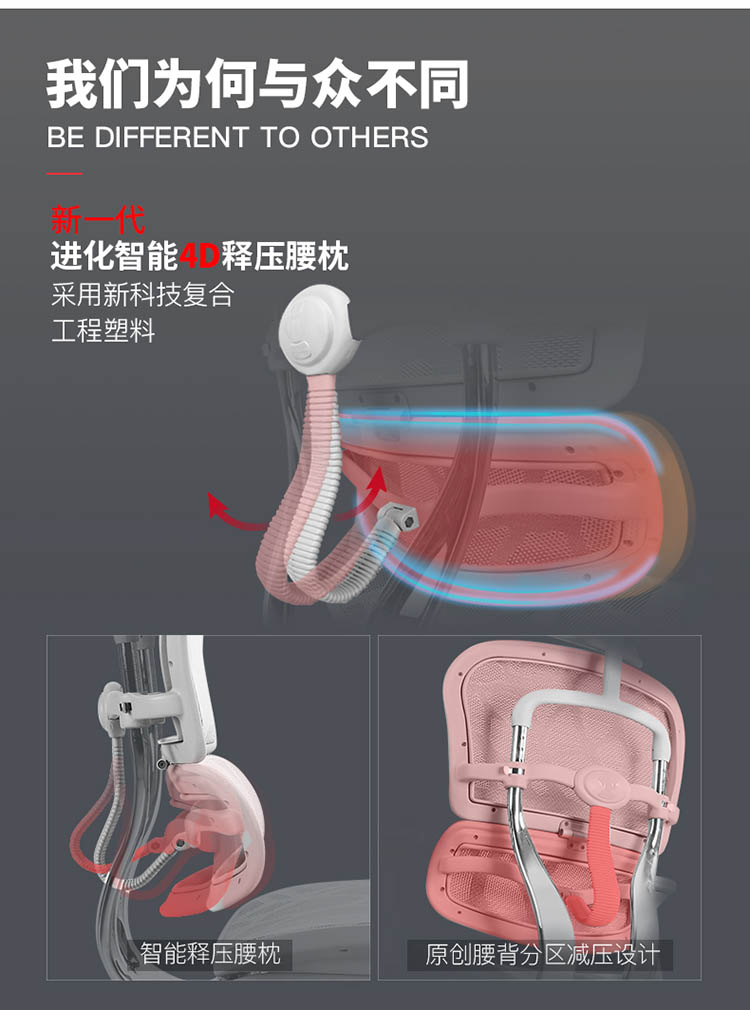 我们为何与众不同
BE DIFFERENT TO OTHERS
新一代
进化智能4D释压腰枕
采用新科技复合
工程塑料
智能释压腰枕
原创腰背分区减压设计